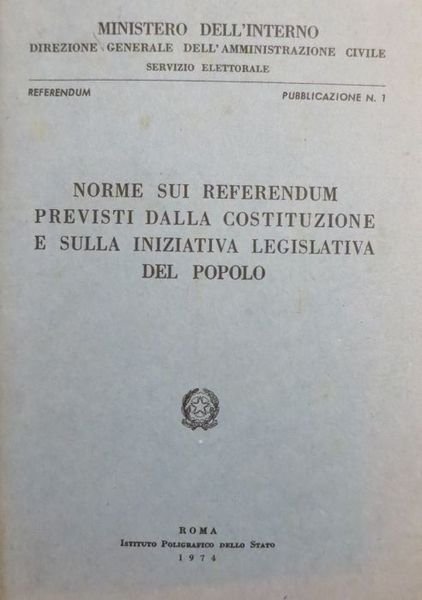 MINISTERO DELL'INTERNO
DIREZIONE GENERALE DELL'AMMINISTRAZIONE CIVILE
SERVIZIO ELETTORALE
REFERENDUM
PUBBLICAZIONE N. 1
NORME SUI REFERENDUM
PREVISTI DALLA COSTITUZIONE
E SULLA INIZIATIVA LEGISLATIVA
DEL POPOLO
ROMA
ISTITUTO POLIGRAFICO DELLO STATO
1974